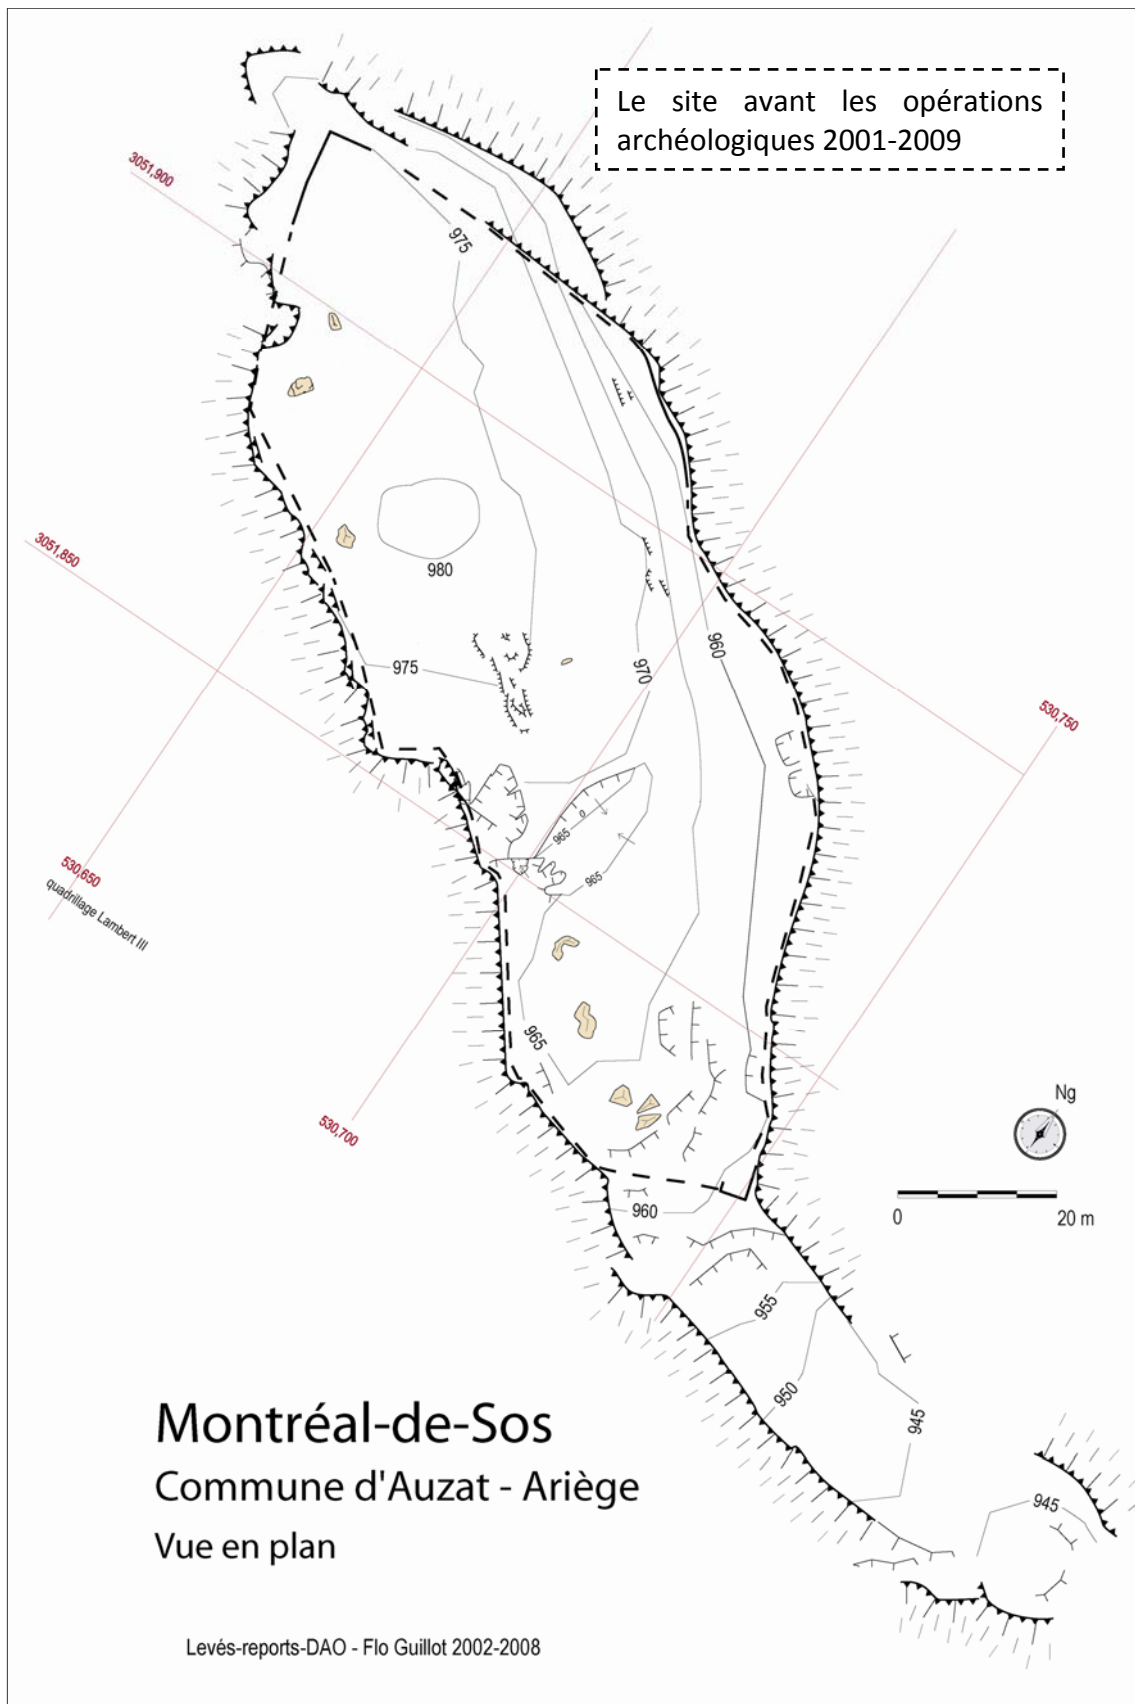 Le site avant les opérations
archéologiques 2001-2009
3051,900
975
3051,850
980
975
970
960
530,750
965
0
965
530,650
quadrillage Lambert III
965
530,700
Ng
0 20 m
960
955
950
945
945
Montréal-de-Sos
Commune d'Auzat - Ariège
Vue en plan
Levés-reports-DAO - Flo Guillot 2002-2008